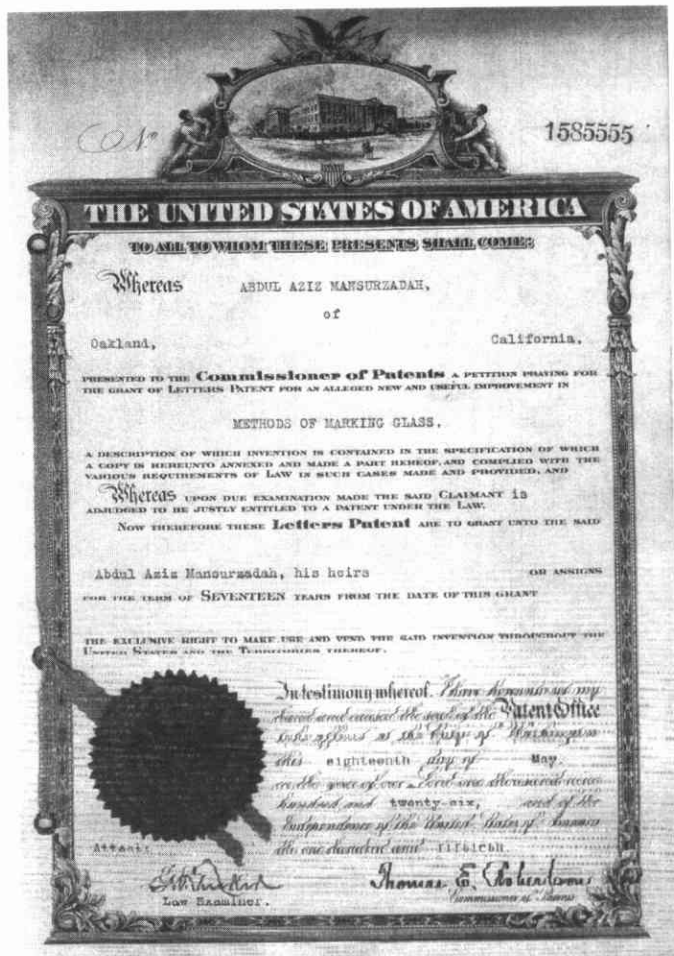 No
1585555
THE UNITED STATES OF AMERICA
TO ALL TO WHOM THESE PRESENTS SHALL COME:
Whereas ABDUL AZIZ MANSURZADAH,
of
Oakland, California,
PRESENTED TO THE Commissioner of Patents A PETITION PRAYING FOR
THE GRANT OF LETTERS PATENT FOR AN ALLEGED NEW AND USEFUL IMPROVEMENT IN
METHODS OF MARKING GLASS.
A DESCRIPTION OF WHICH INVENTION IS CONTAINED IN THE SPECIFICATION OF WHICH
A COPY IS HEREUNTO ANNEXED AND MADE A PART HEREOF, AND COMPLIED WITH THE
VARIOUS REQUIREMENTS OF LAW IN SUCH CASES MADE AND PROVIDED, AND
Whereas UPON DUE EXAMINATION MADE THE SAID CLAIMANT is
ADJUDGED TO BE JUSTLY ENTITLED TO A PATENT UNDER THE LAW.
NOW THEREFORE THESE Letters Patent ARE TO GRANT UNTO THE SAID
Abdul Aziz Mansurzadah, his heirs OR ASSIGNS
FOR THE TERM OF SEVENTEEN YEARS FROM THE DATE OF THIS GRANT
THE EXCLUSIVE RIGHT TO MAKE USE AND VEND THE SAID INVENTION THROUGHOUT THE
UNITED STATES AND THE TERRITORIES THEREOF.
In testimony whereof, I have hereunto set my
hand and caused the seal of the Patent Office
to be affixed at the City of Washington
this eighteenth day of May,
in the year of our Lord one thousand nine
hundred and twenty-six, and of the
Independence of the United States of America
the one hundred and fiftieth.
Attest:
Law Examiner.
Thomas E. Robertson
Commissioner of Patents